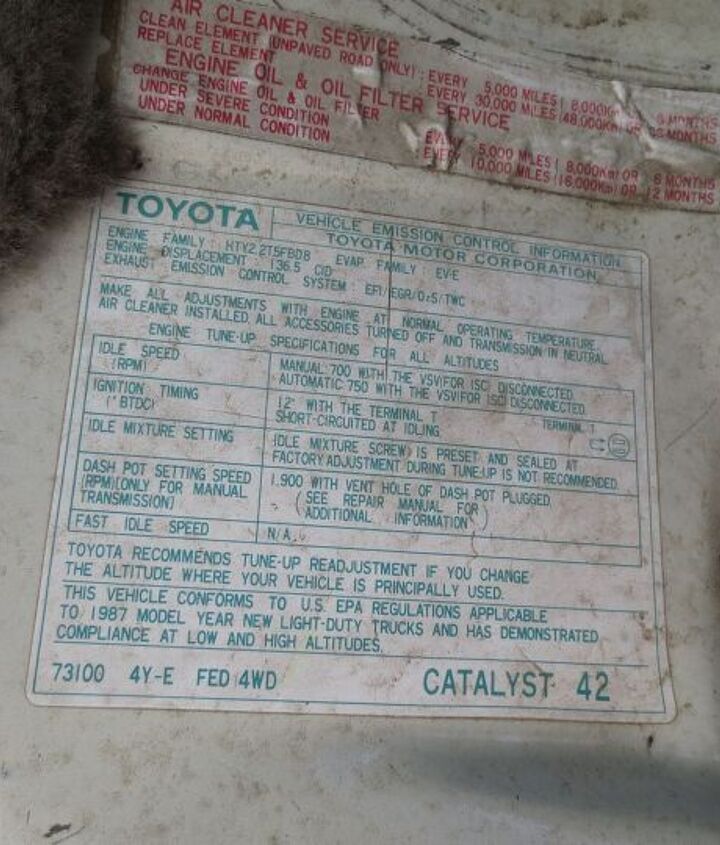 AIR CLEANER SERVICE
CLEAN ELEMENT (UNPAVED ROAD ONLY) : EVERY 5,000 MILES ( 8,000Km OR 6 MONTHS
REPLACE ELEMENT EVERY 30,000 MILES (48,000Km) OR 36 MONTHS
ENGINE OIL & OIL FILTER SERVICE
CHANGE ENGINE OIL & OIL FILTER
UNDER SEVERE CONDITION EVERY 5,000 MILES ( 8,000Km) OR 6 MONTHS
UNDER NORMAL CONDITION EVERY 10,000 MILES (16,000Km) OR 12 MONTHS
TOYOTA
VEHICLE EMISSION CONTROL INFORMATION
TOYOTA MOTOR CORPORATION
ENGINE FAMILY : HTY2.2T5FBD8 EVAP FAMILY : EV-E
ENGINE DISPLACEMENT : 136.5 CID
EXHAUST EMISSION CONTROL SYSTEM : EFI/EGR/O2S/TWC
MAKE ALL ADJUSTMENTS WITH ENGINE AT NORMAL OPERATING TEMPERATURE,
AIR CLEANER INSTALLED, ALL ACCESSORIES TURNED OFF AND TRANSMISSION IN NEUTRAL
ENGINE TUNE-UP SPECIFICATIONS FOR ALL ALTITUDES
IDLE SPEED
(RPM)
MANUAL 700 WITH THE VSV(FOR ISC) DISCONNECTED.
AUTOMATIC 750 WITH THE VSV(FOR ISC) DISCONNECTED
IGNITION TIMING
(°BTDC)
12° WITH THE TERMINAL T
SHORT-CIRCUITED AT IDLING.
TERMINAL T
IDLE MIXTURE SETTING
IDLE MIXTURE SCREW IS PRESET AND SEALED AT
FACTORY.ADJUSTMENT DURING TUNE-UP IS NOT RECOMMENDED.
DASH POT SETTING SPEED
(RPM)(ONLY FOR MANUAL
TRANSMISSION)
1,900 WITH VENT HOLE OF DASH POT PLUGGED.
( SEE REPAIR MANUAL FOR
ADDITIONAL INFORMATION )
FAST IDLE SPEED
N/A.
TOYOTA RECOMMENDS TUNE-UP READJUSTMENT IF YOU CHANGE
THE ALTITUDE WHERE YOUR VEHICLE IS PRINCIPALLY USED.
THIS VEHICLE CONFORMS TO U.S. EPA REGULATIONS APPLICABLE
TO 1987 MODEL YEAR NEW LIGHT-DUTY TRUCKS AND HAS DEMONSTRATED
COMPLIANCE AT LOW AND HIGH ALTITUDES.
73100 4Y-E FED 4WD CATALYST 42